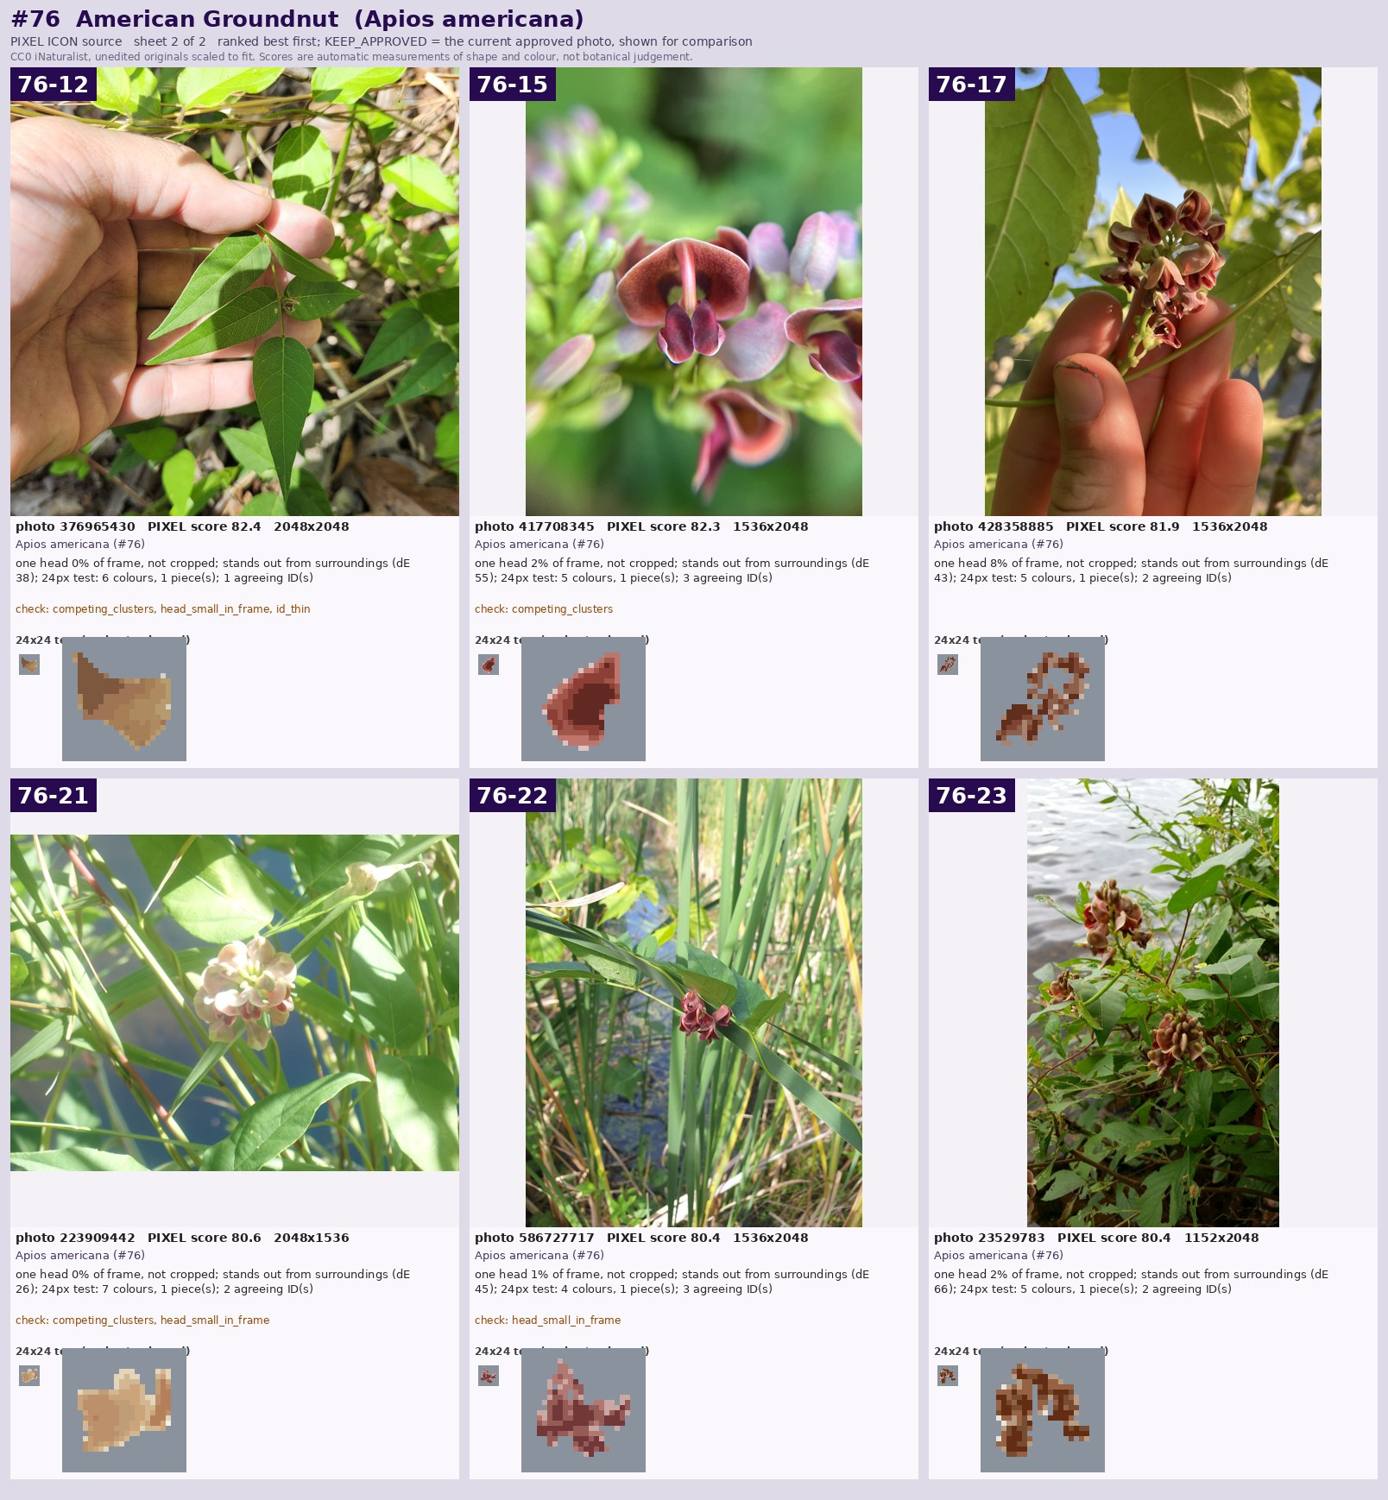 #76 American Groundnut (Apios americana)
PIXEL ICON source sheet 2 of 2 ranked best first; KEEP_APPROVED = the current approved photo, shown for comparison
CC0 iNaturalist, unedited originals scaled to fit. Scores are automatic measurements of shape and colour, not botanical judgement.
76-12
photo 376965430 PIXEL score 82.4 2048x2048
Apios americana (#76)
one head 0% of frame, not cropped; stands out from surroundings (dE
38); 24px test: 6 colours, 1 piece(s); 1 agreeing ID(s)
check: competing_clusters, head_small_in_frame, id_thin
24x24
76-15
photo 417708345 PIXEL score 82.3 1536x2048
Apios americana (#76)
one head 2% of frame, not cropped; stands out from surroundings (dE
55); 24px test: 5 colours, 1 piece(s); 3 agreeing ID(s)
check: competing_clusters
24x24
76-17
photo 428358885 PIXEL score 81.9 1536x2048
Apios americana (#76)
one head 8% of frame, not cropped; stands out from surroundings (dE
43); 24px test: 5 colours, 1 piece(s); 2 agreeing ID(s)
24x24
76-21
photo 223909442 PIXEL score 80.6 2048x1536
Apios americana (#76)
one head 0% of frame, not cropped; stands out from surroundings (dE
26); 24px test: 7 colours, 1 piece(s); 2 agreeing ID(s)
check: competing_clusters, head_small_in_frame
24x24
76-22
photo 586727717 PIXEL score 80.4 1536x2048
Apios americana (#76)
one head 1% of frame, not cropped; stands out from surroundings (dE
45); 24px test: 4 colours, 1 piece(s); 3 agreeing ID(s)
check: head_small_in_frame
24x24
76-23
photo 23529783 PIXEL score 80.4 1152x2048
Apios americana (#76)
one head 2% of frame, not cropped; stands out from surroundings (dE
66); 24px test: 5 colours, 1 piece(s); 2 agreeing ID(s)
24x24